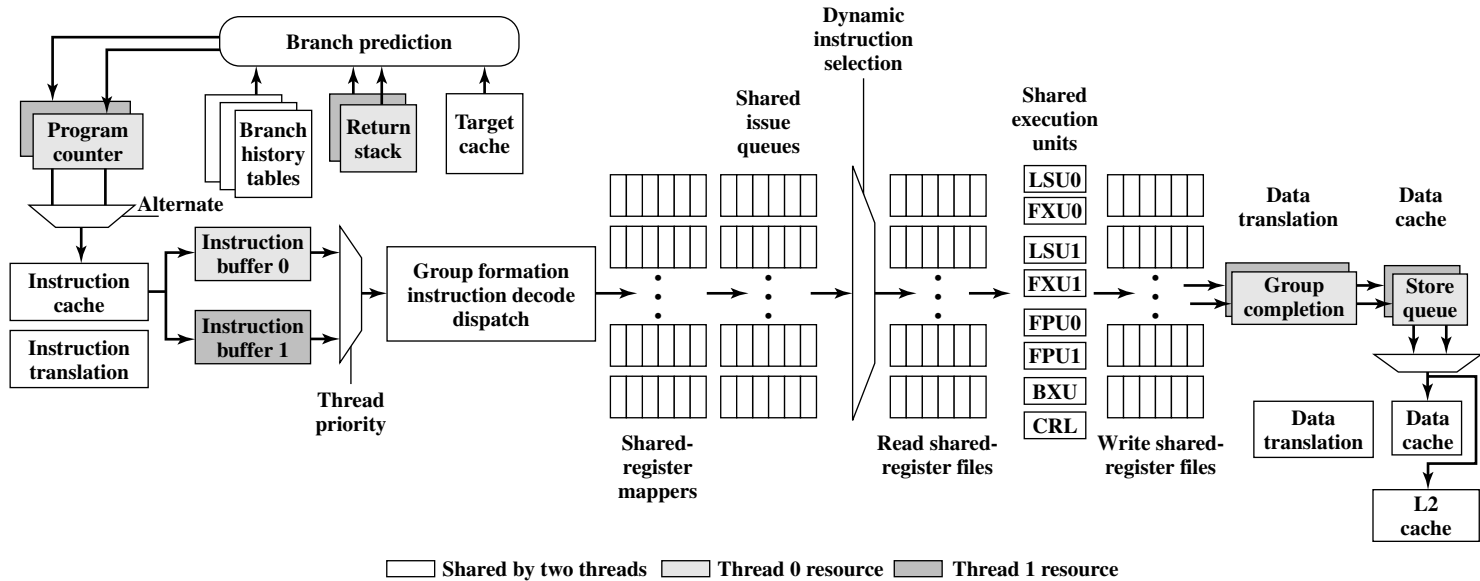 Branch prediction
Program
counter
Branch
history
tables
Return
stack
Target
cache
Alternate
Instruction
cache
Instruction
translation
Instruction
buffer 0
Instruction
buffer 1
Thread
priority
Group formation
instruction decode
dispatch
Shared-
register
mappers
Shared
issue
queues
Dynamic
instruction
selection
Read shared-
register files
Shared
execution
units
LSU0
FXU0
LSU1
FXU1
FPU0
FPU1
BXU
CRL
Write shared-
register files
Data
translation
Group
completion
Data
cache
Store
queue
Data
translation
Data
cache
L2
cache
Shared by two threads
Thread 0 resource
Thread 1 resource